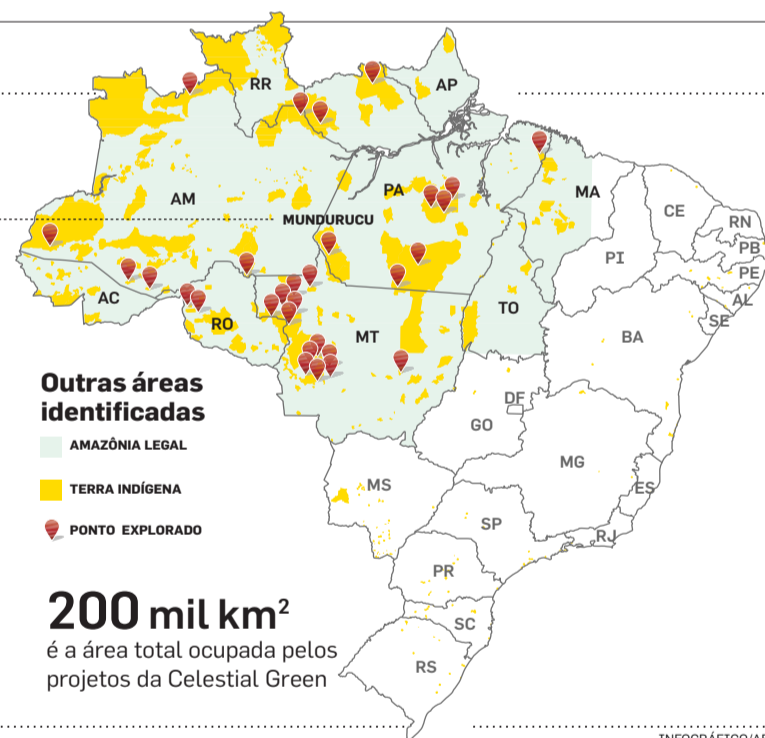 RR
AP
AM
PA
MA
MUNDURUCU
CE
RN
PB
PE
AL
SE
PI
AC
RO
MT
TO
BA
DF
GO
MG
ES
MS
SP
RJ
PR
SC
RS
Outras áreas
identificadas
AMAZÔNIA LEGAL
TERRA INDÍGENA
PONTO EXPLORADO
200 mil km²
é a área total ocupada pelos
projetos da Celestial Green